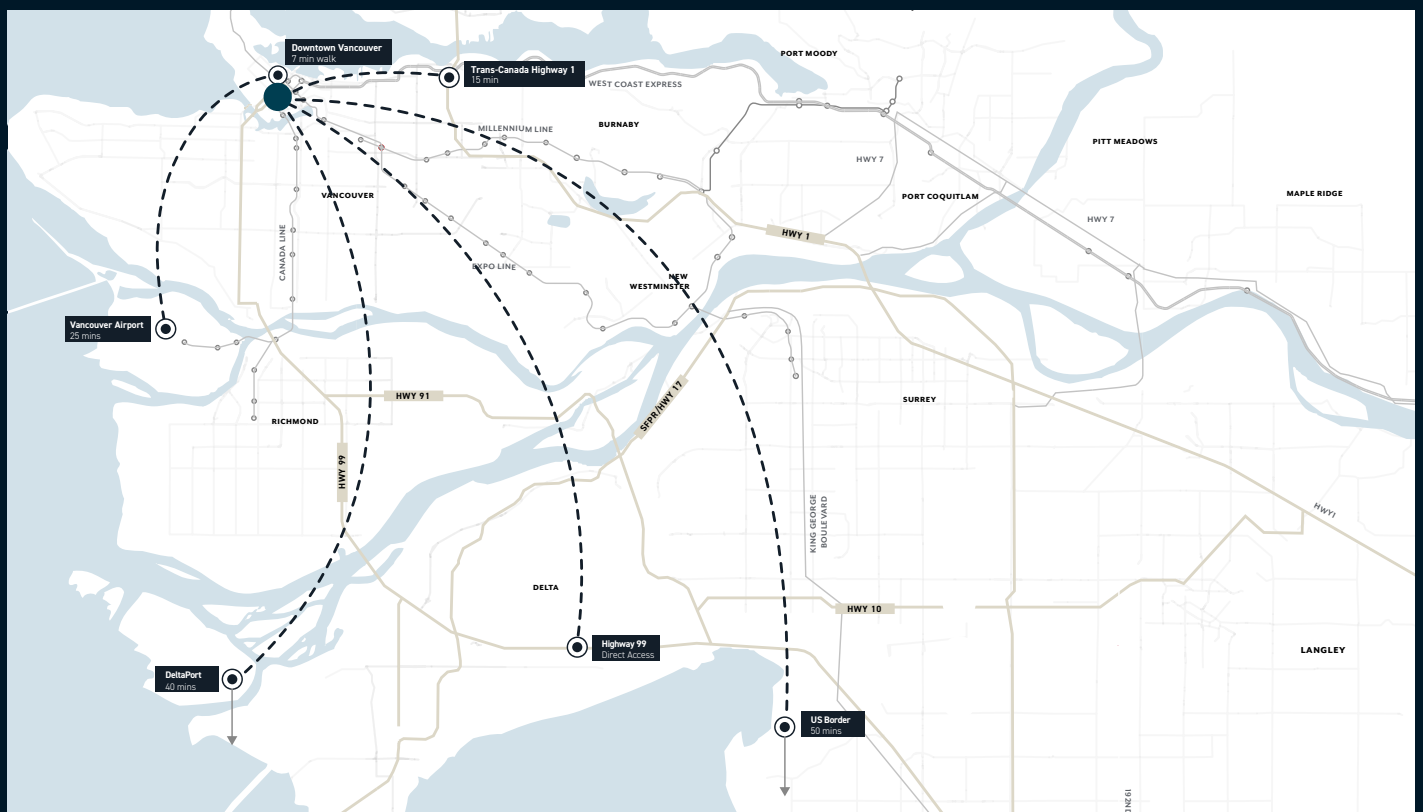 Downtown Vancouver
7 min walk
PORT MOODY
Trans-Canada Highway 1
15 min
WEST COAST EXPRESS
BURNABY
MILLENNIUM LINE
PITT MEADOWS
HWY 7
VANCOUVER
PORT COQUITLAM
MAPLE RIDGE
HWY 7
HWY 1
CANADA LINE
EXPO LINE
NEW
WESTMINSTER
Vancouver Airport
25 mins
HWY 91
SFPR/HWY 17
SURREY
RICHMOND
HWY 99
KING GEORGE
BOULEVARD
HWY1
DELTA
HWY 10
Highway 99
Direct Access
LANGLEY
DeltaPort
40 mins
US Border
50 mins